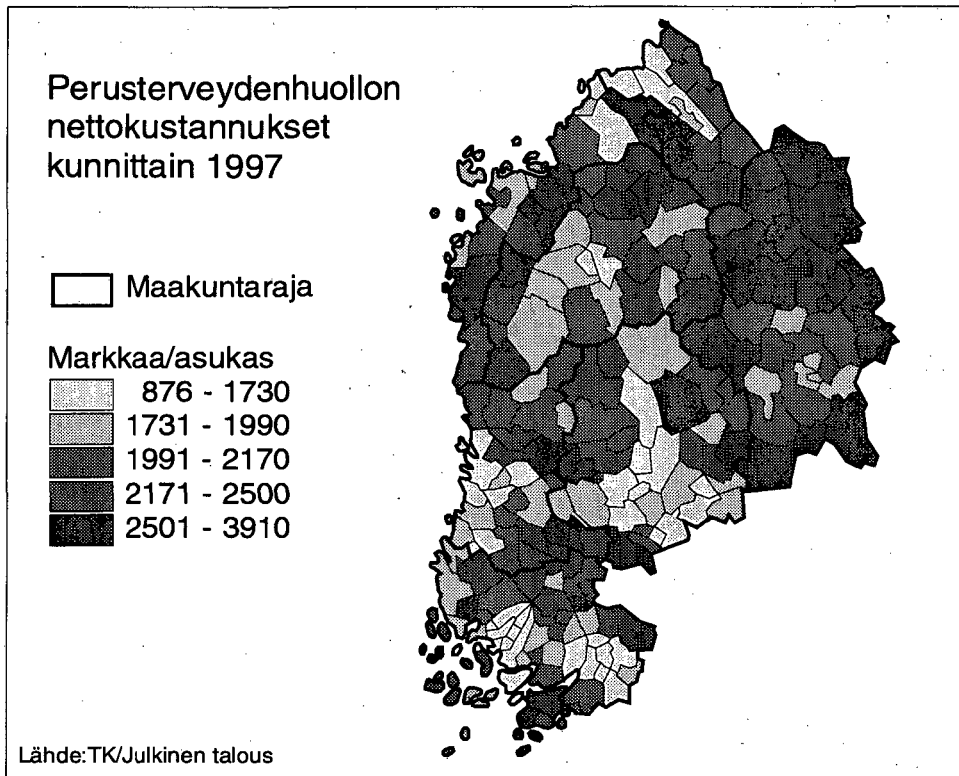 Perusterveydenhuollon
nettokustannukset
kunnittain 1997
Maakuntaraja
Markkaa/asukas
876 - 1730
1731 - 1990
1991 - 2170
2171 - 2500
2501 - 3910
Lähde:TK/Julkinen talous